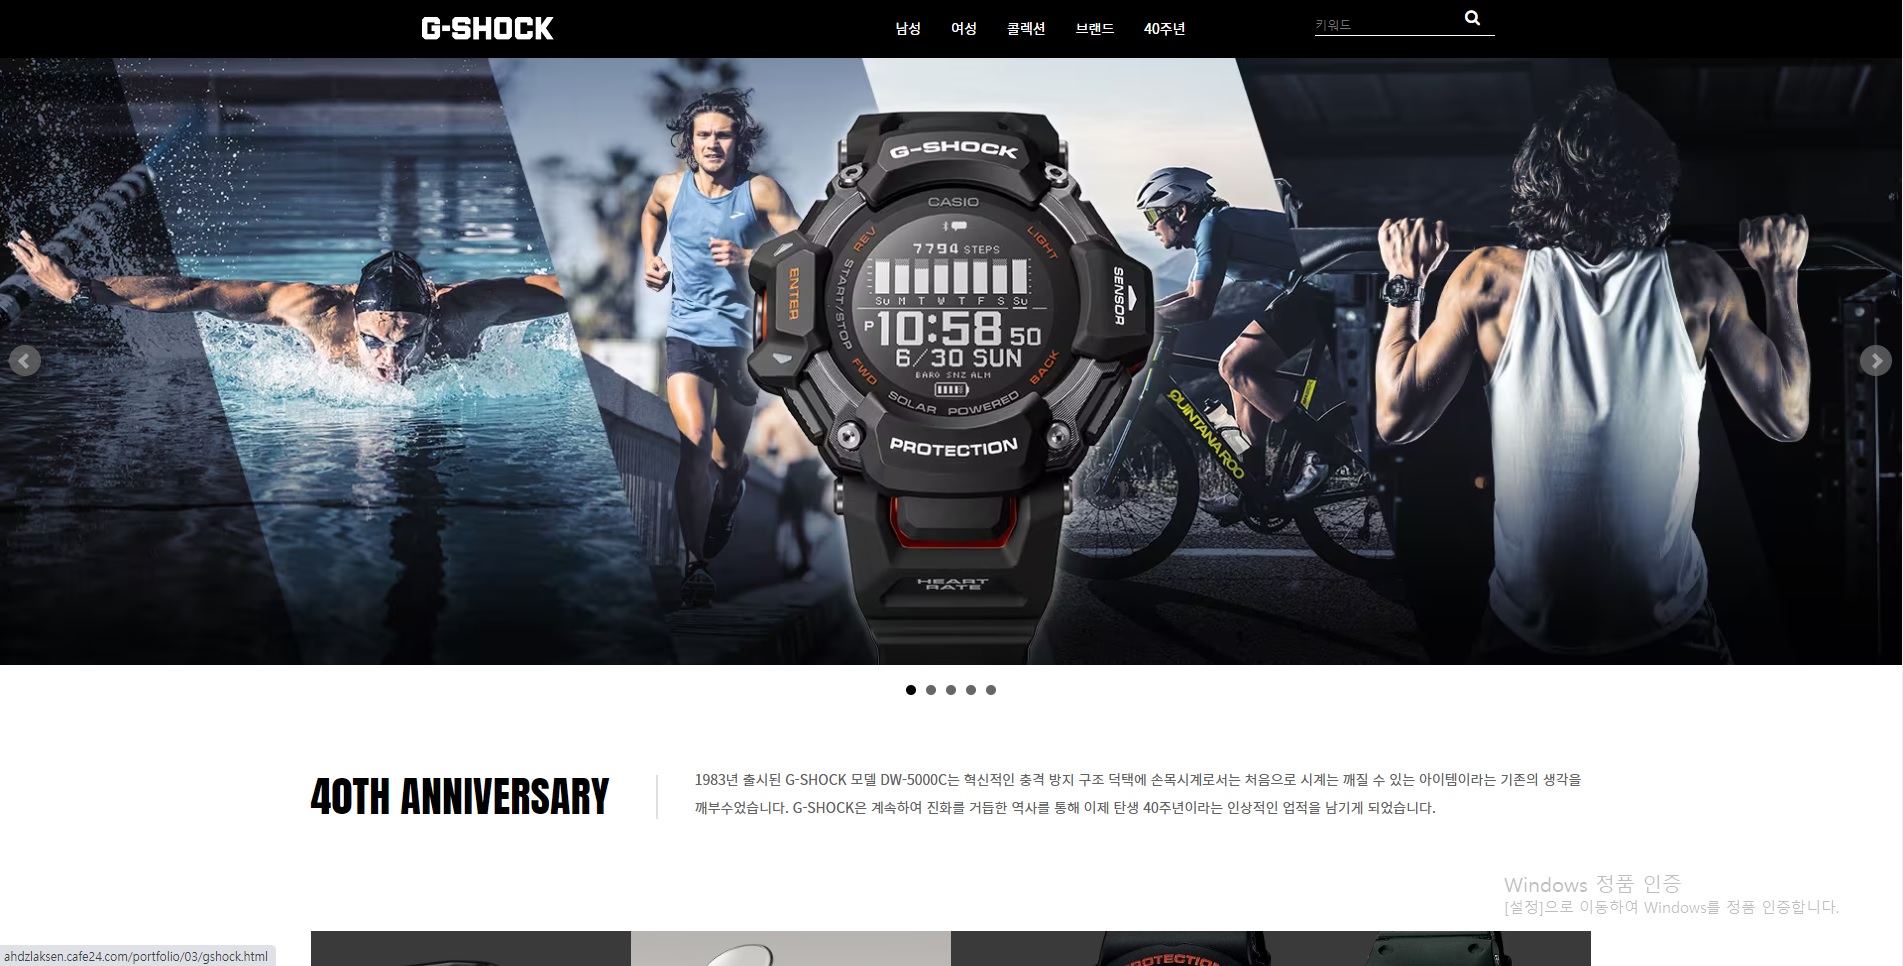 G-SHOCK
남성 여성 콜렉션 브랜드 40주년
키워드
G-SHOCK
CASIO
REV LIGHT
7794 STEPS
ENTER
START/STOP
SENSOR
Su M T W T F S Su
P 10:58 50
6/30 SUN
BARO SNZ ALM
FWD BACK
SOLAR POWERED
PROTECTION
QUINTANA ROO
HEART
RATE
40TH ANNIVERSARY
1983년 출시된 G-SHOCK 모델 DW-5000C는 혁신적인 충격 방지 구조 덕택에 손목시계로서는 처음으로 시계는 깨질 수 있는 아이템이라는 기존의 생각을
깨부수었습니다. G-SHOCK은 계속하여 진화를 거듭한 역사를 통해 이제 탄생 40주년이라는 인상적인 업적을 남기게 되었습니다.
Windows 정품 인증
[설정]으로 이동하여 Windows를 정품 인증합니다.
PROTECTION
ahdzlaksen.cafe24.com/portfolio/03/gshock.html